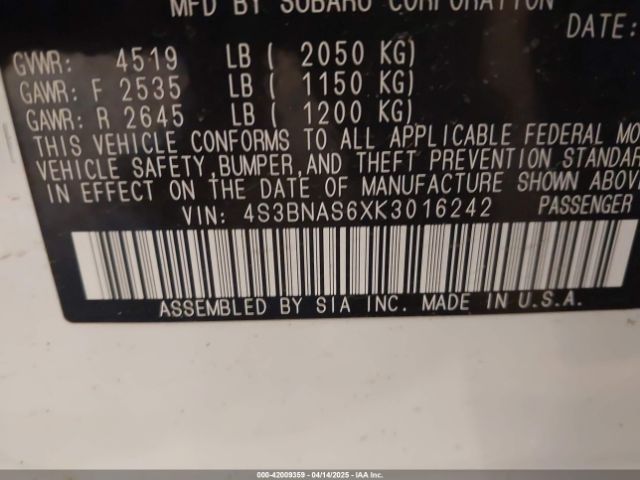 MFD BY SUBARU CORPORATION
DATE:
GVWR: 4519 LB ( 2050 KG)
GAWR: F 2535 LB ( 1150 KG)
GAWR: R 2645 LB ( 1200 KG)
THIS VEHICLE CONFORMS TO ALL APPLICABLE FEDERAL MO
VEHICLE SAFETY,BUMPER,AND THEFT PREVENTION STANDA
IN EFFECT ON THE DATE OF MANUFACTURE SHOWN ABOV
VIN: 4S3BNAS6XK3016242 PASSENGER
ASSEMBLED BY SIA INC. MADE IN U.S.A.
000-42009359 - 04/14/2025 - IAAI.COM